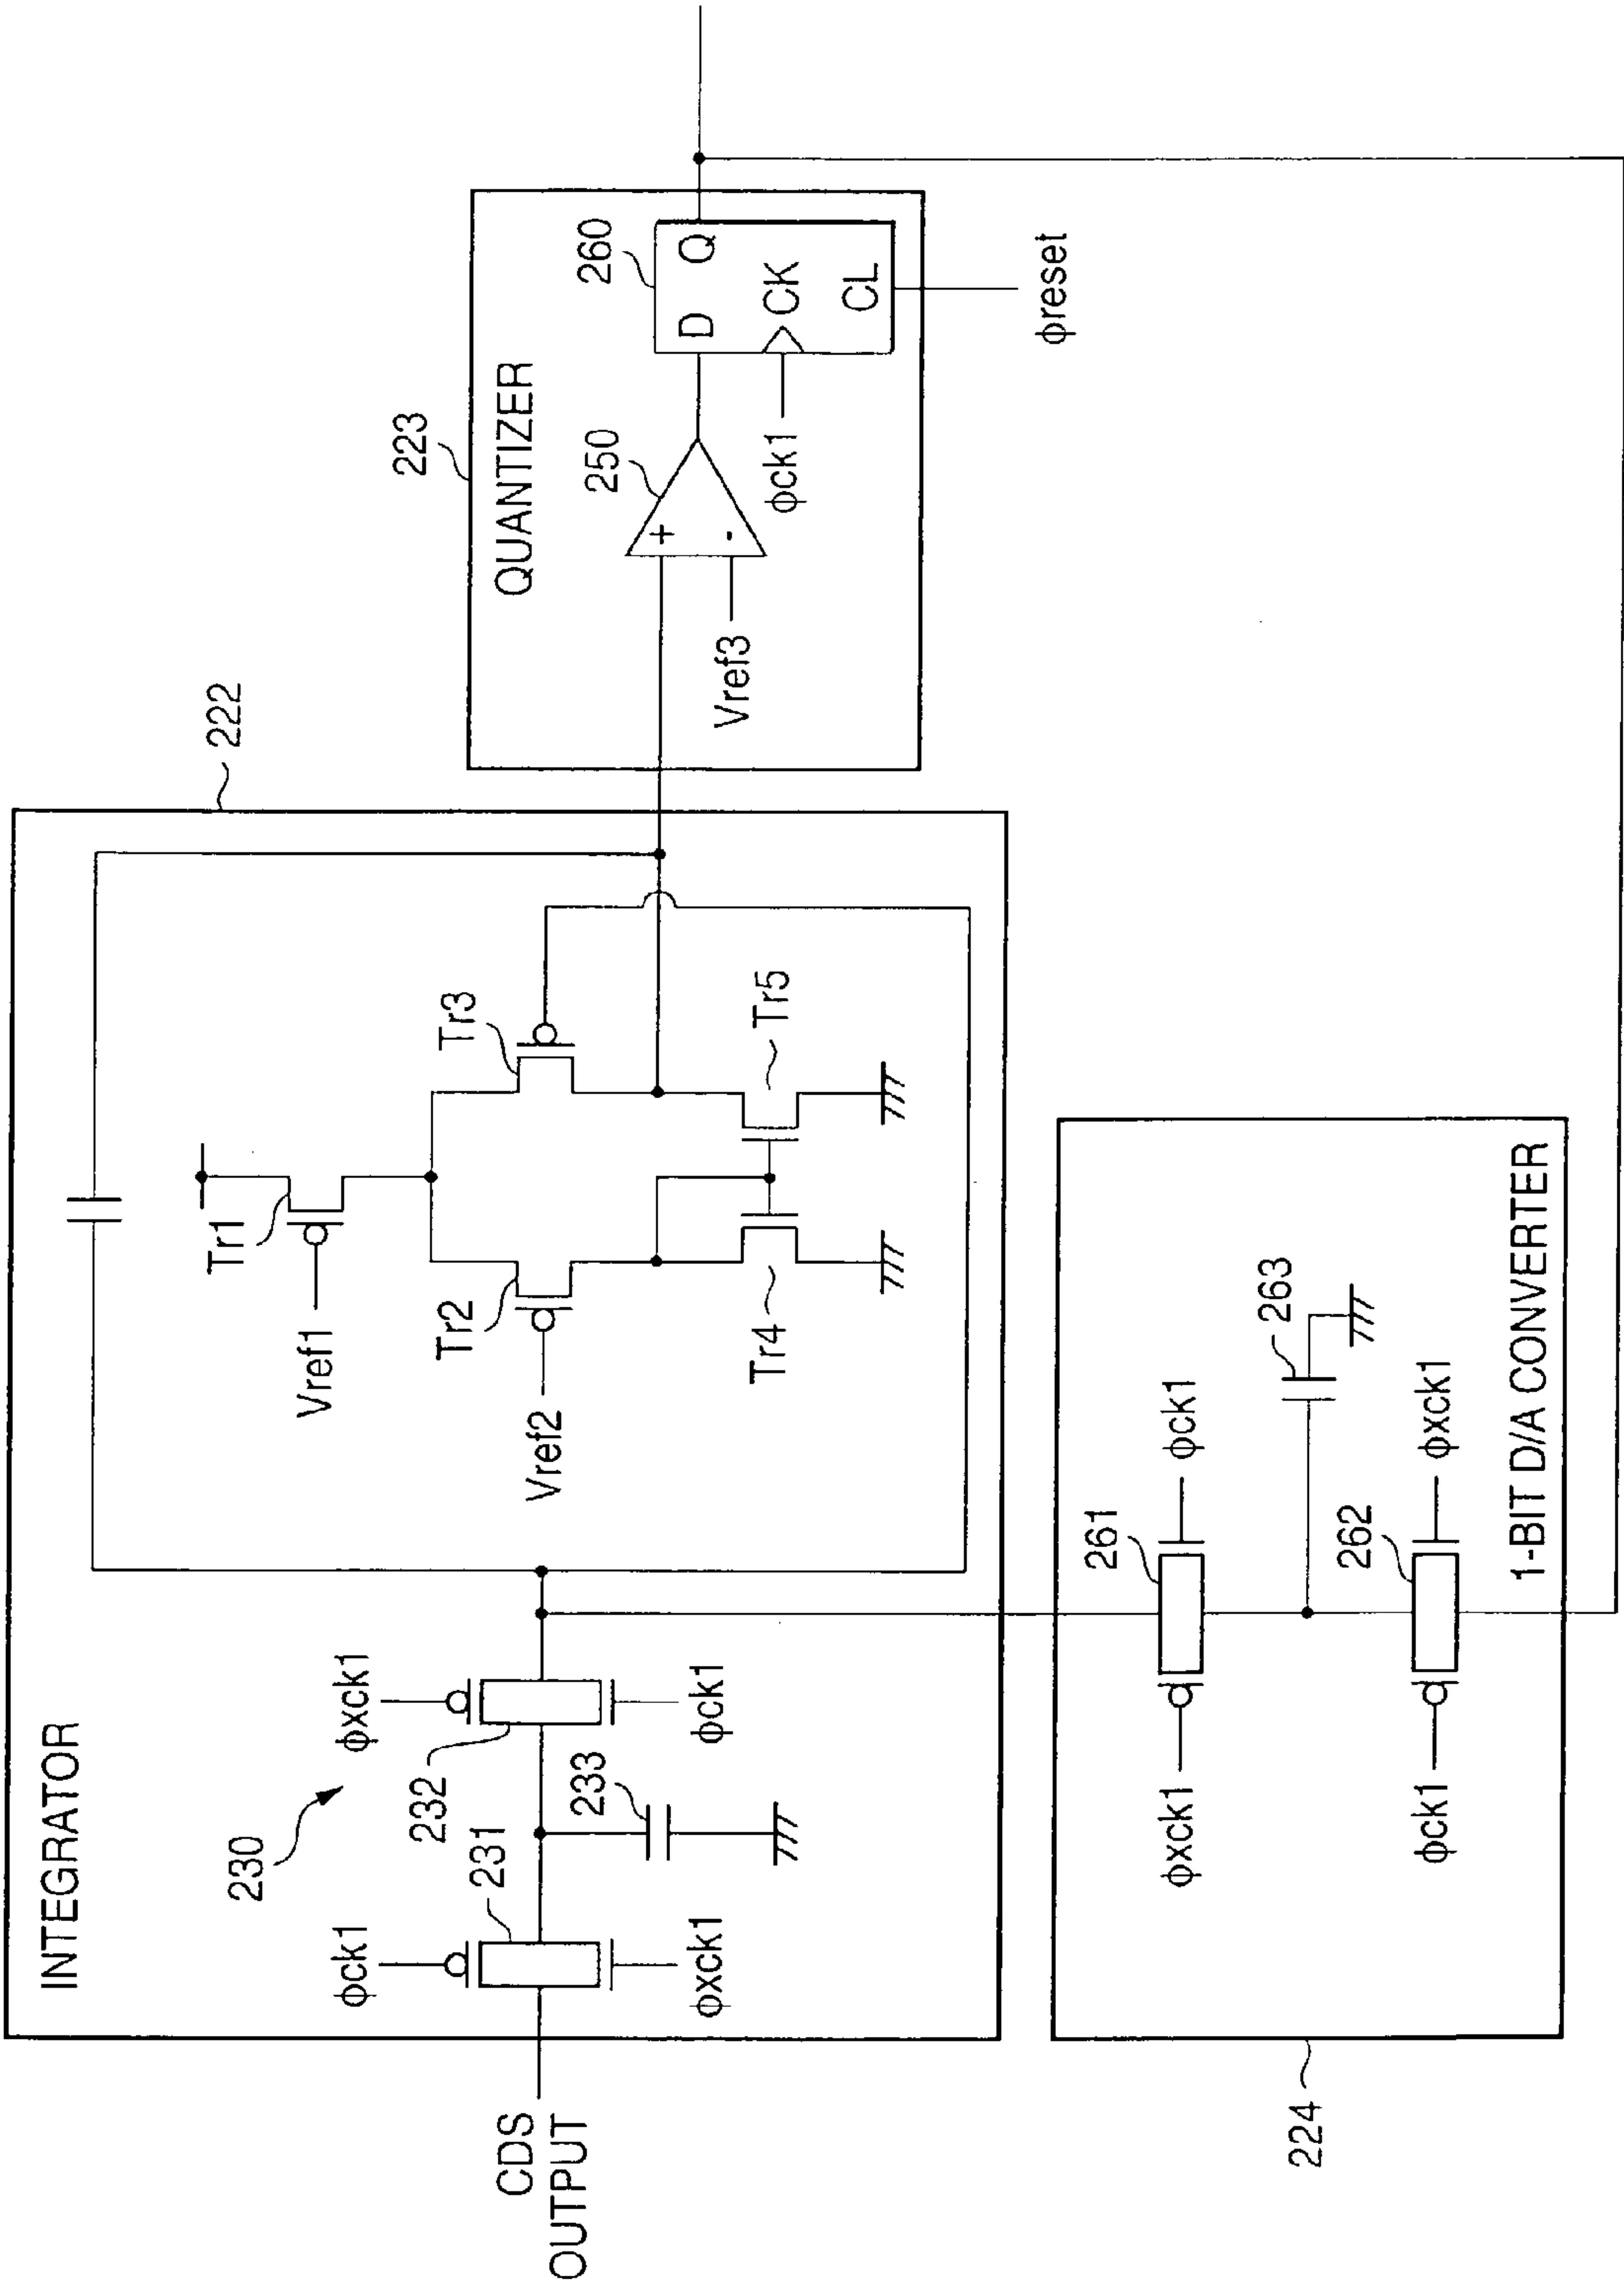 INTEGRATOR
222
230
φck1
φxck1
231
232
233
φxck1
φck1
CDS
OUTPUT
Vref1
Tr1
Vref2
Tr2
Tr3
Tr4
Tr5
223
QUANTIZER
250
+
-
Vref3
φck1
260
D
Q
CK
CL
φreset
224
φxck1
261
φck1
263
φck1
262
φxck1
1-BIT D/A CONVERTER